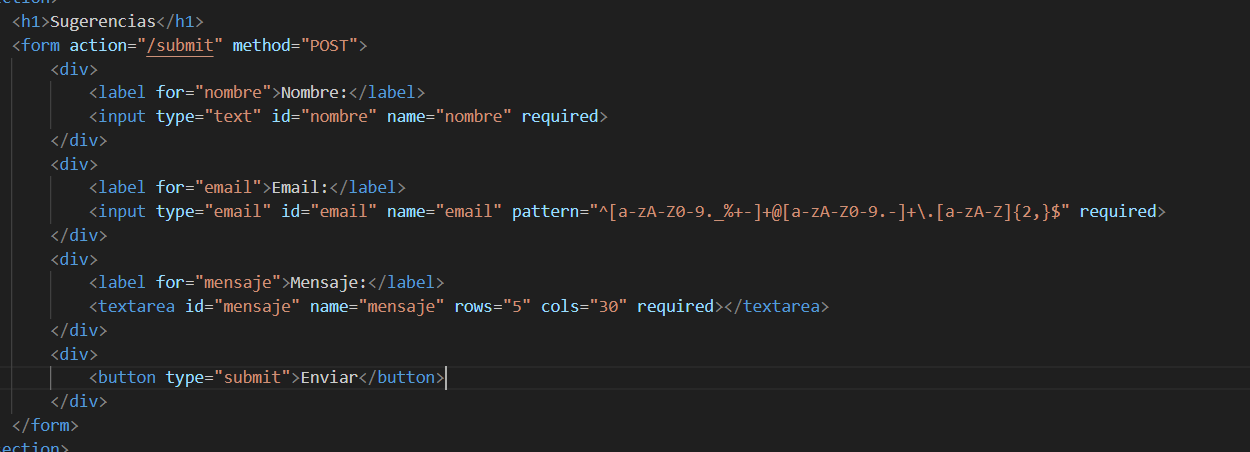 ection>
<h1>Sugerencias</h1>
<form action="/submit" method="POST">
<div>
<label for="nombre">Nombre:</label>
<input type="text" id="nombre" name="nombre" required>
</div>
<div>
<label for="email">Email:</label>
<input type="email" id="email" name="email" pattern="^[a-zA-Z0-9._%+-]+@[a-zA-Z0-9.-]+\.[a-zA-Z]{2,}$" required>
</div>
<div>
<label for="mensaje">Mensaje:</label>
<textarea id="mensaje" name="mensaje" rows="5" cols="30" required></textarea>
</div>
<div>
<button type="submit">Enviar</button>
</div>
</form>
ection>